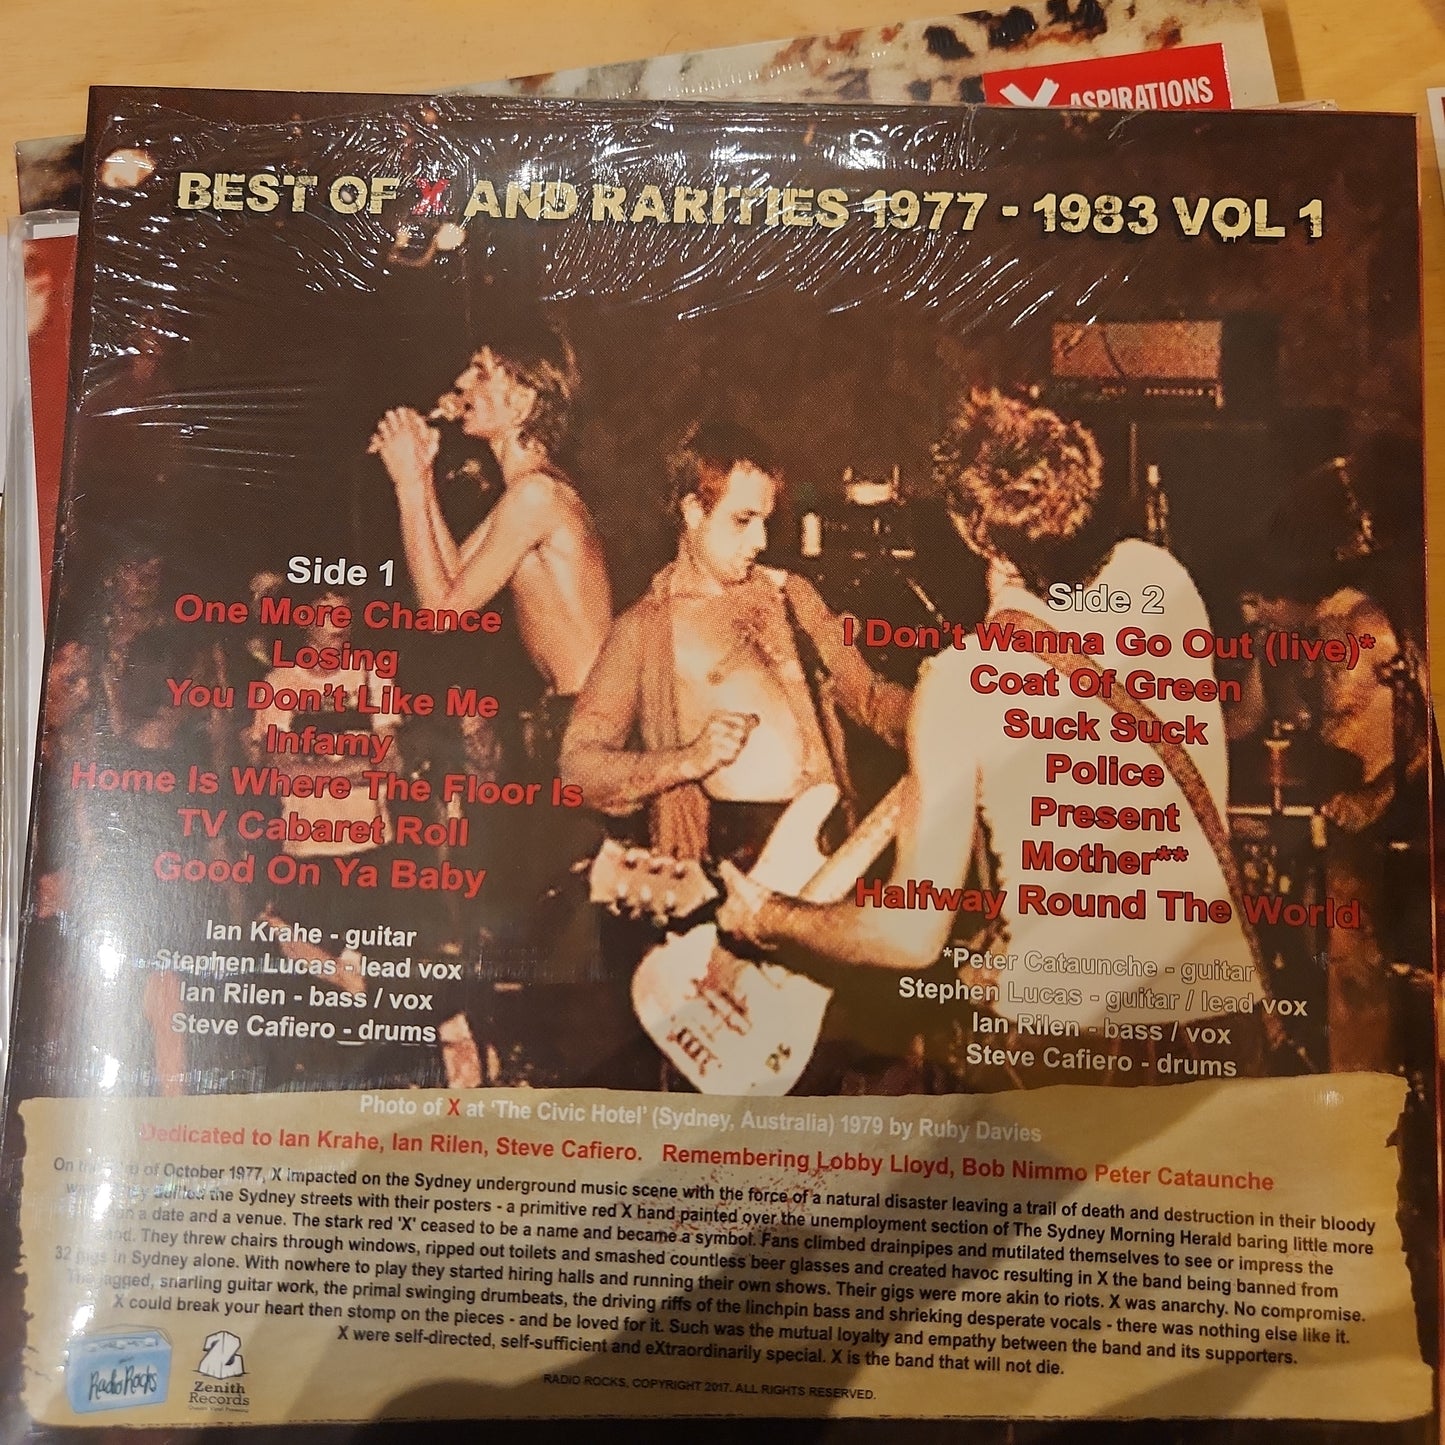 X ASPIRATIONS
BEST OF X AND RARITIES 1977 - 1983 VOL 1
Side 1
One More Chance
Losing
You Don't Like Me
Infamy
Home Is Where The Floor Is
TV Cabaret Roll
Good On Ya Baby
Ian Krahe - guitar
Stephen Lucas - lead vox
Ian Rilen - bass / vox
Steve Cafiero - drums
Side 2
I Don't Wanna Go Out (live)*
Coat Of Green
Suck Suck
Police
Present
Mother**
Halfway Round The World
*Peter Cataunche - guitar
Stephen Lucas - guitar / lead vox
Ian Rilen - bass / vox
Steve Cafiero - drums
Photo of X at 'The Civic Hotel' (Sydney, Australia) 1979 by Ruby Davies
Dedicated to Ian Krahe, Ian Rilen, Steve Cafiero. Remembering Lobby Lloyd, Bob Nimmo Peter Cataunche
On of October 1977, X impacted on the Sydney underground music scene with the force of a natural disaster leaving a trail of death and destruction in their bloody
the Sydney streets with their posters - a primitive red X hand painted over the unemployment section of The Sydney Morning Herald baring little more
than a date and a venue. The stark red 'X' ceased to be a name and became a symbol. Fans climbed drainpipes and mutilated themselves to see or impress the
They threw chairs through windows, ripped out toilets and smashed countless beer glasses and created havoc resulting in X the band being banned from
32 gigs in Sydney alone. With nowhere to play they started hiring halls and running their own shows. Their gigs were more akin to riots. X was anarchy. No compromise.
The jagged, snarling guitar work, the primal swinging drumbeats, the driving riffs of the linchpin bass and shrieking desperate vocals - there was nothing else like it.
X could break your heart then stomp on the pieces - and be loved for it. Such was the mutual loyalty and empathy between the band and its supporters.
X were self-directed, self-sufficient and eXtraordinarily special. X is the band that will not die.
RADIO ROCKS, COPYRIGHT 2017. ALL RIGHTS RESERVED.
Radio Rocks
Zenith
Records